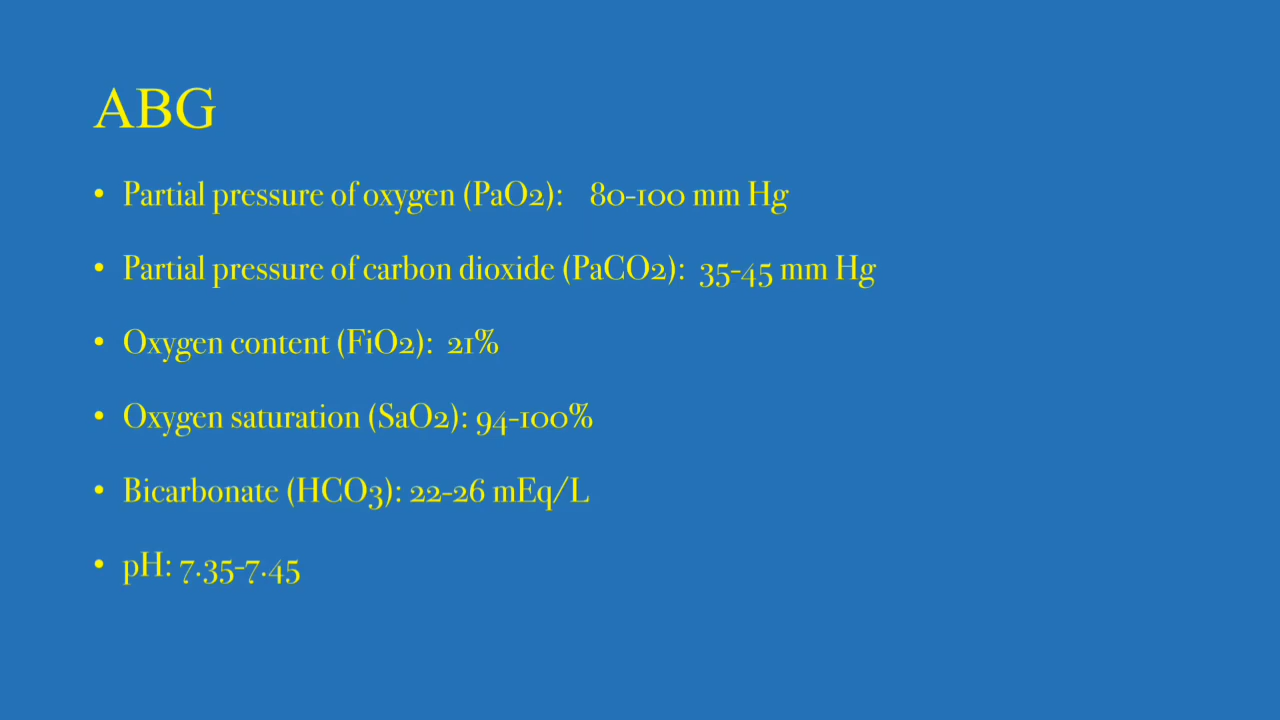 ABG
• Partial pressure of oxygen (PaO2): 80-100 mm Hg
• Partial pressure of carbon dioxide (PaCO2): 35-45 mm Hg
• Oxygen content (FiO2): 21%
• Oxygen saturation (SaO2): 94-100%
• Bicarbonate (HCO3): 22-26 mEq/L
• pH: 7.35-7.45